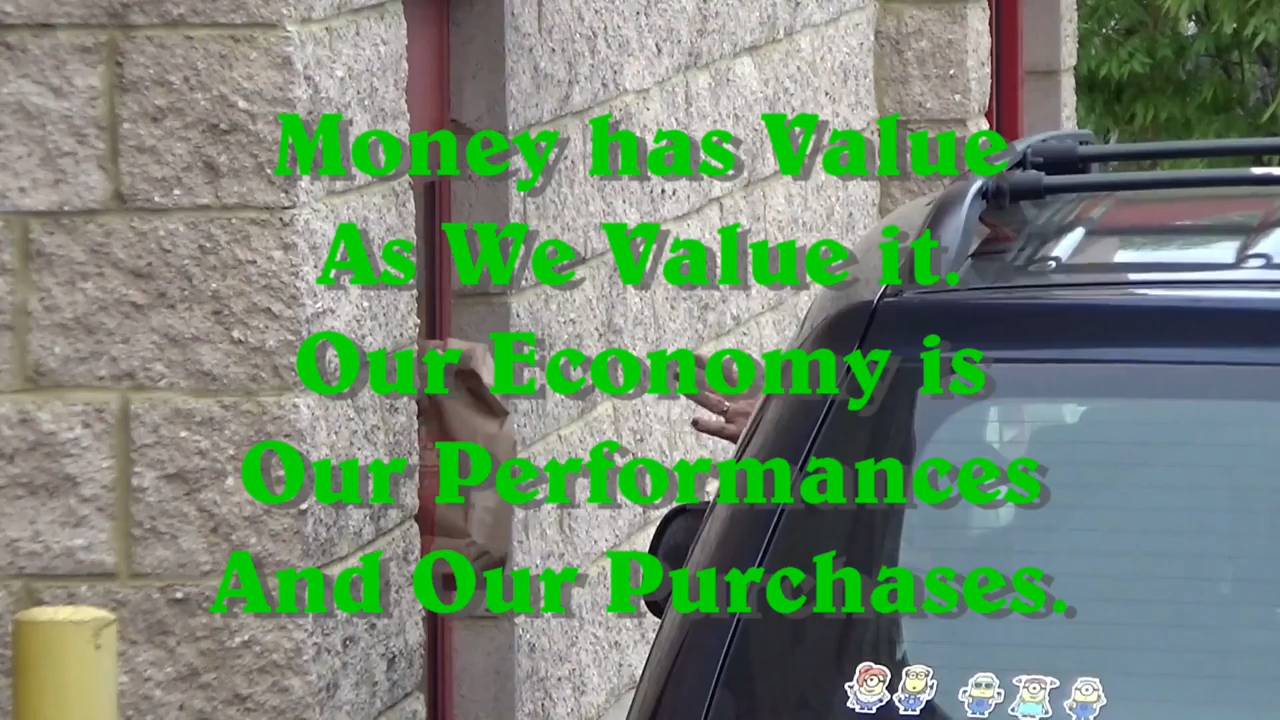 Money has Value
As We Value it.
Our Economy is
Our Performances
And Our Purchases.